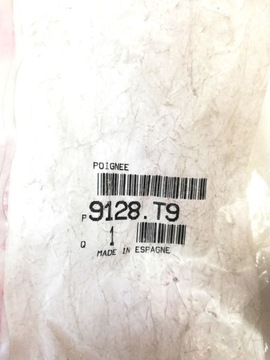 POIGNEE
P 9128.T9
Q 1
MADE IN ESPAGNE